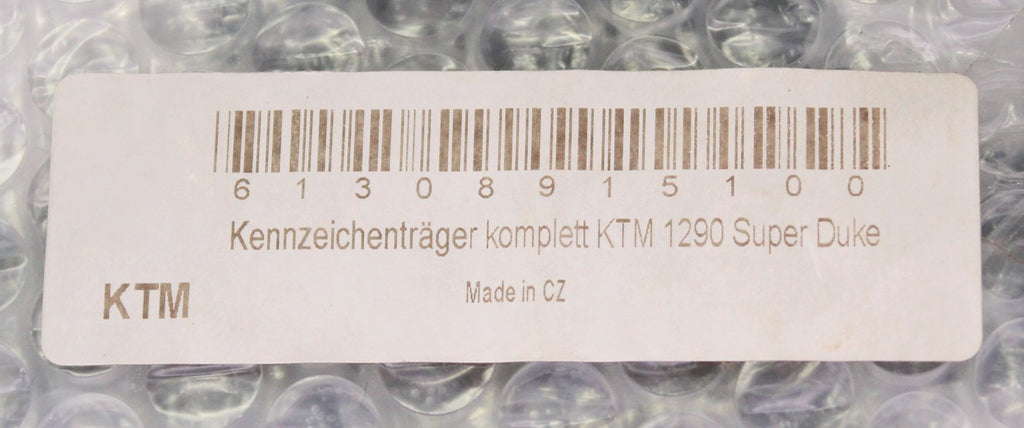 6 1 3 0 8 9 1 5 1 0 0
Kennzeichenträger komplett KTM 1290 Super Duke
Made in CZ
KTM